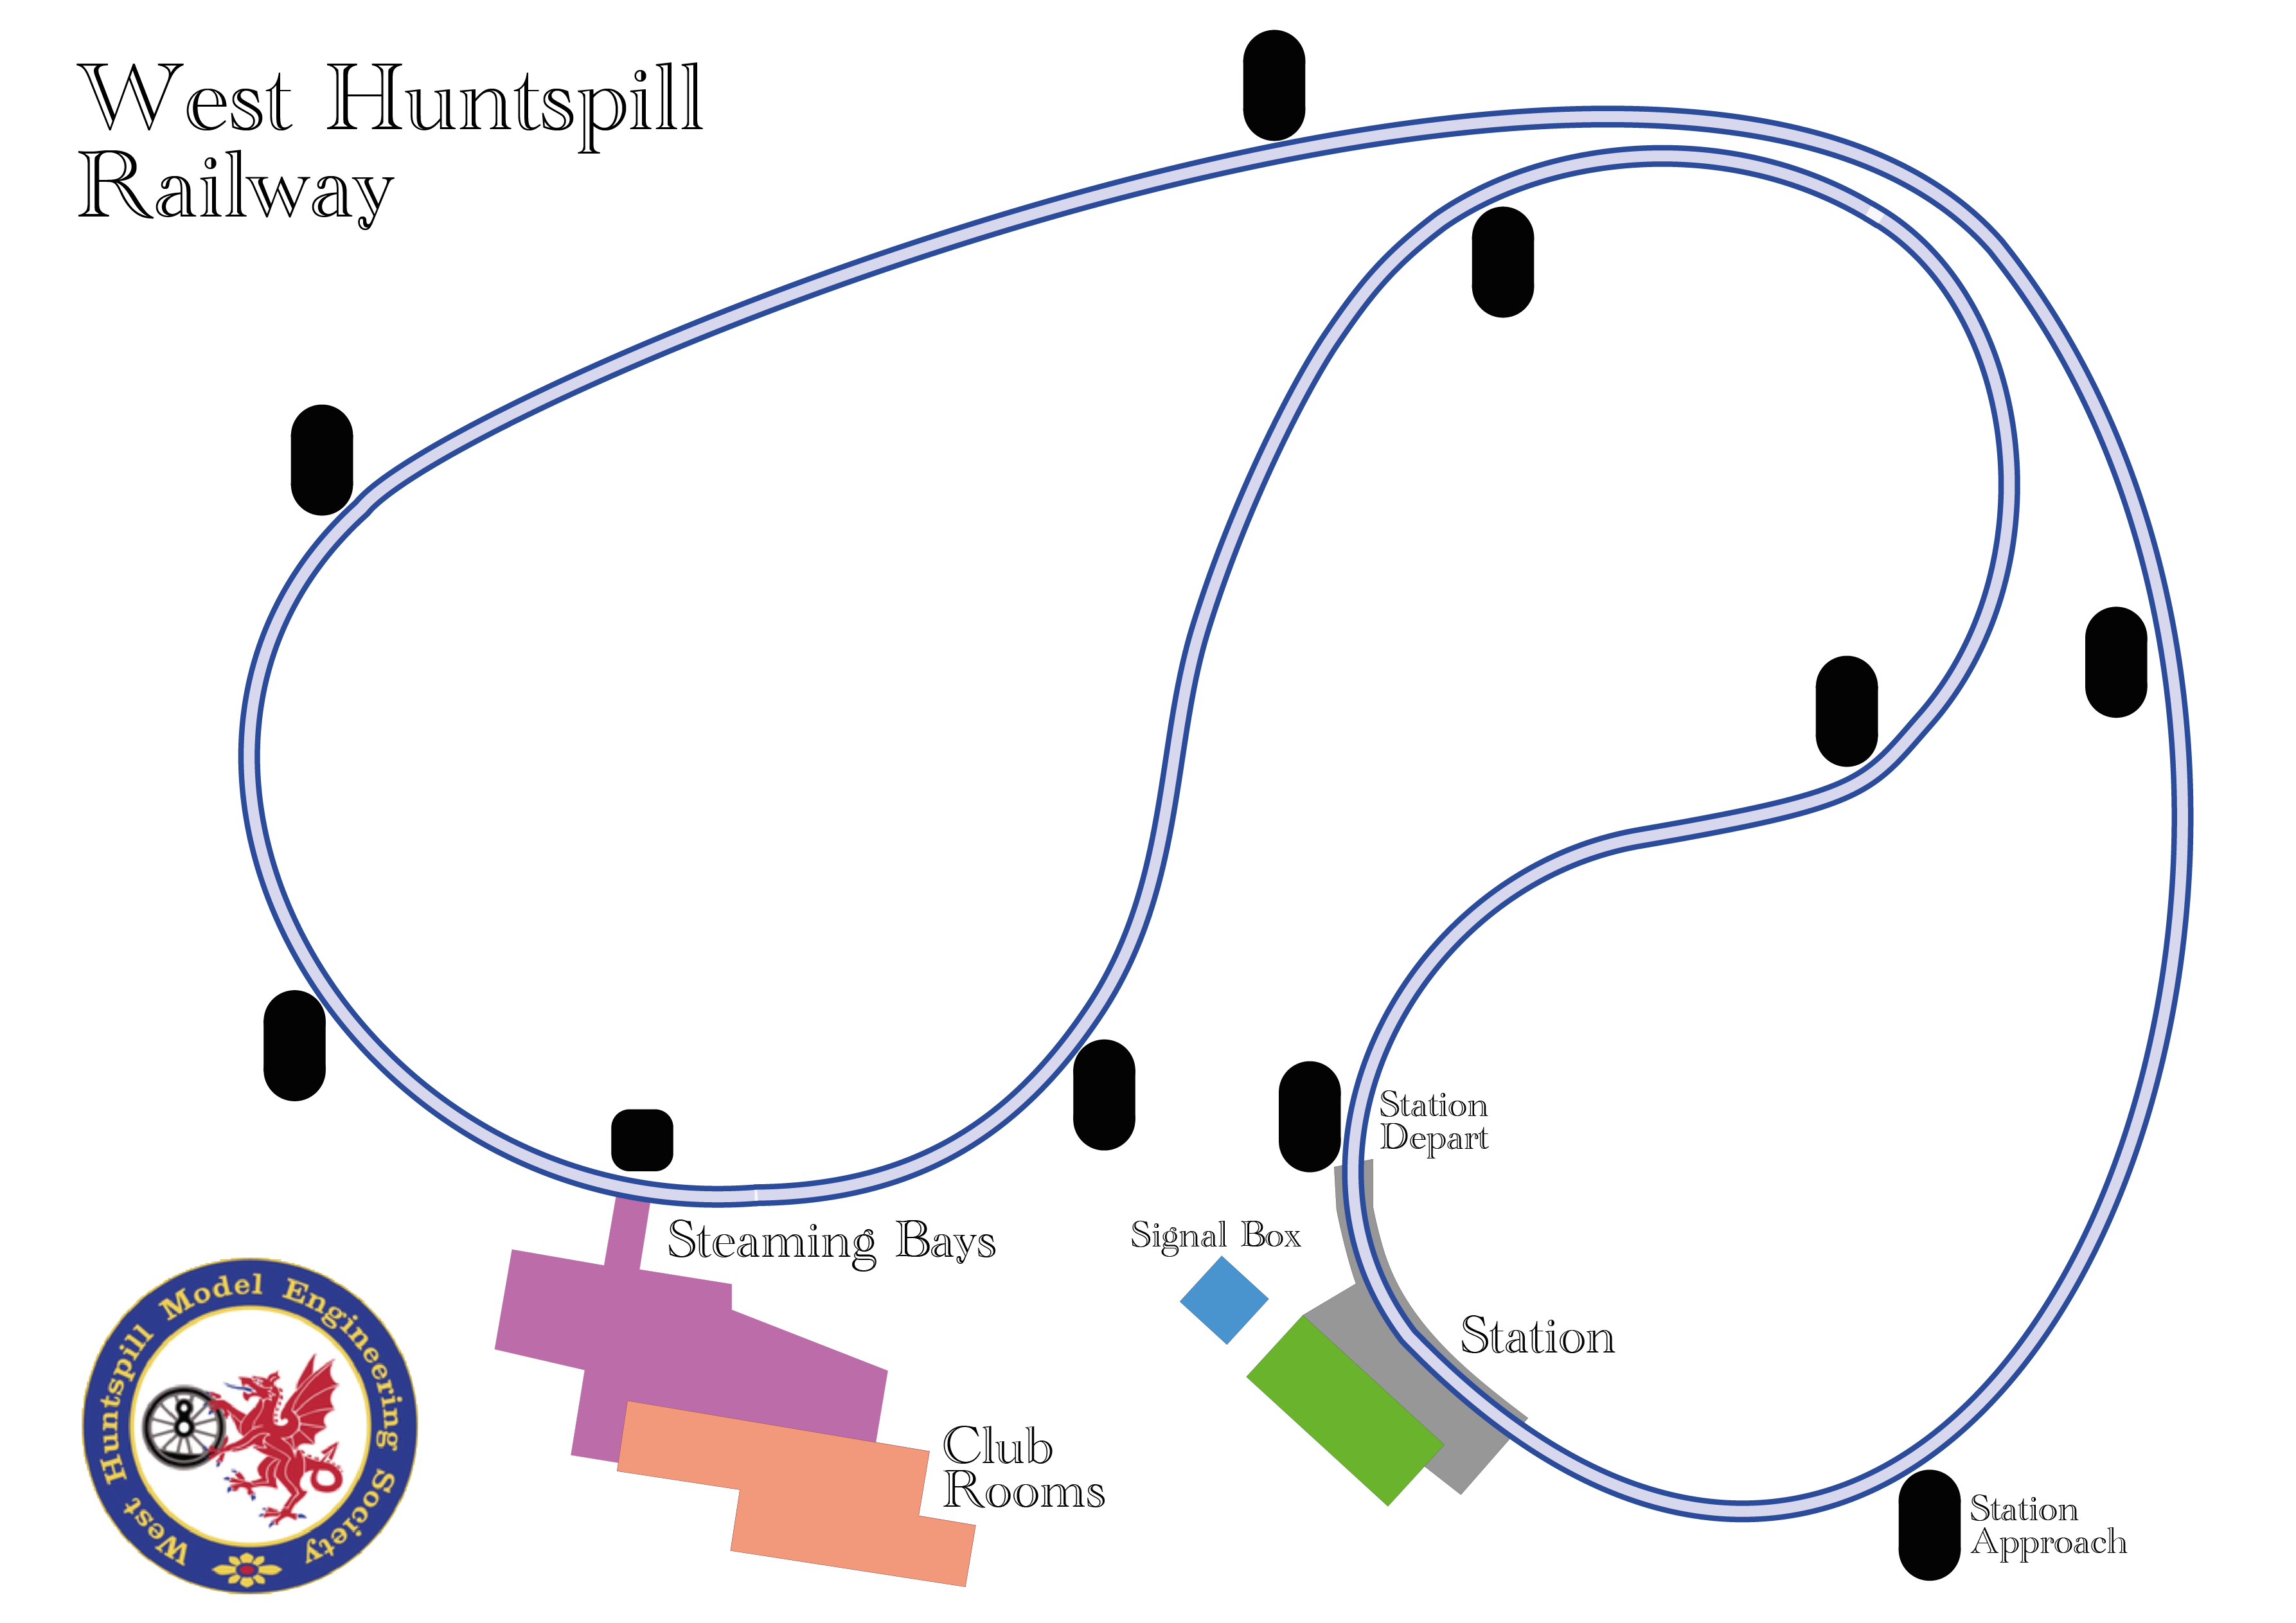 West Huntspill
Railway
Station
Depart
Signal Box
Steaming Bays
Station
Club
Rooms
Station
Approach
West Huntspill Model Engineering Society
8